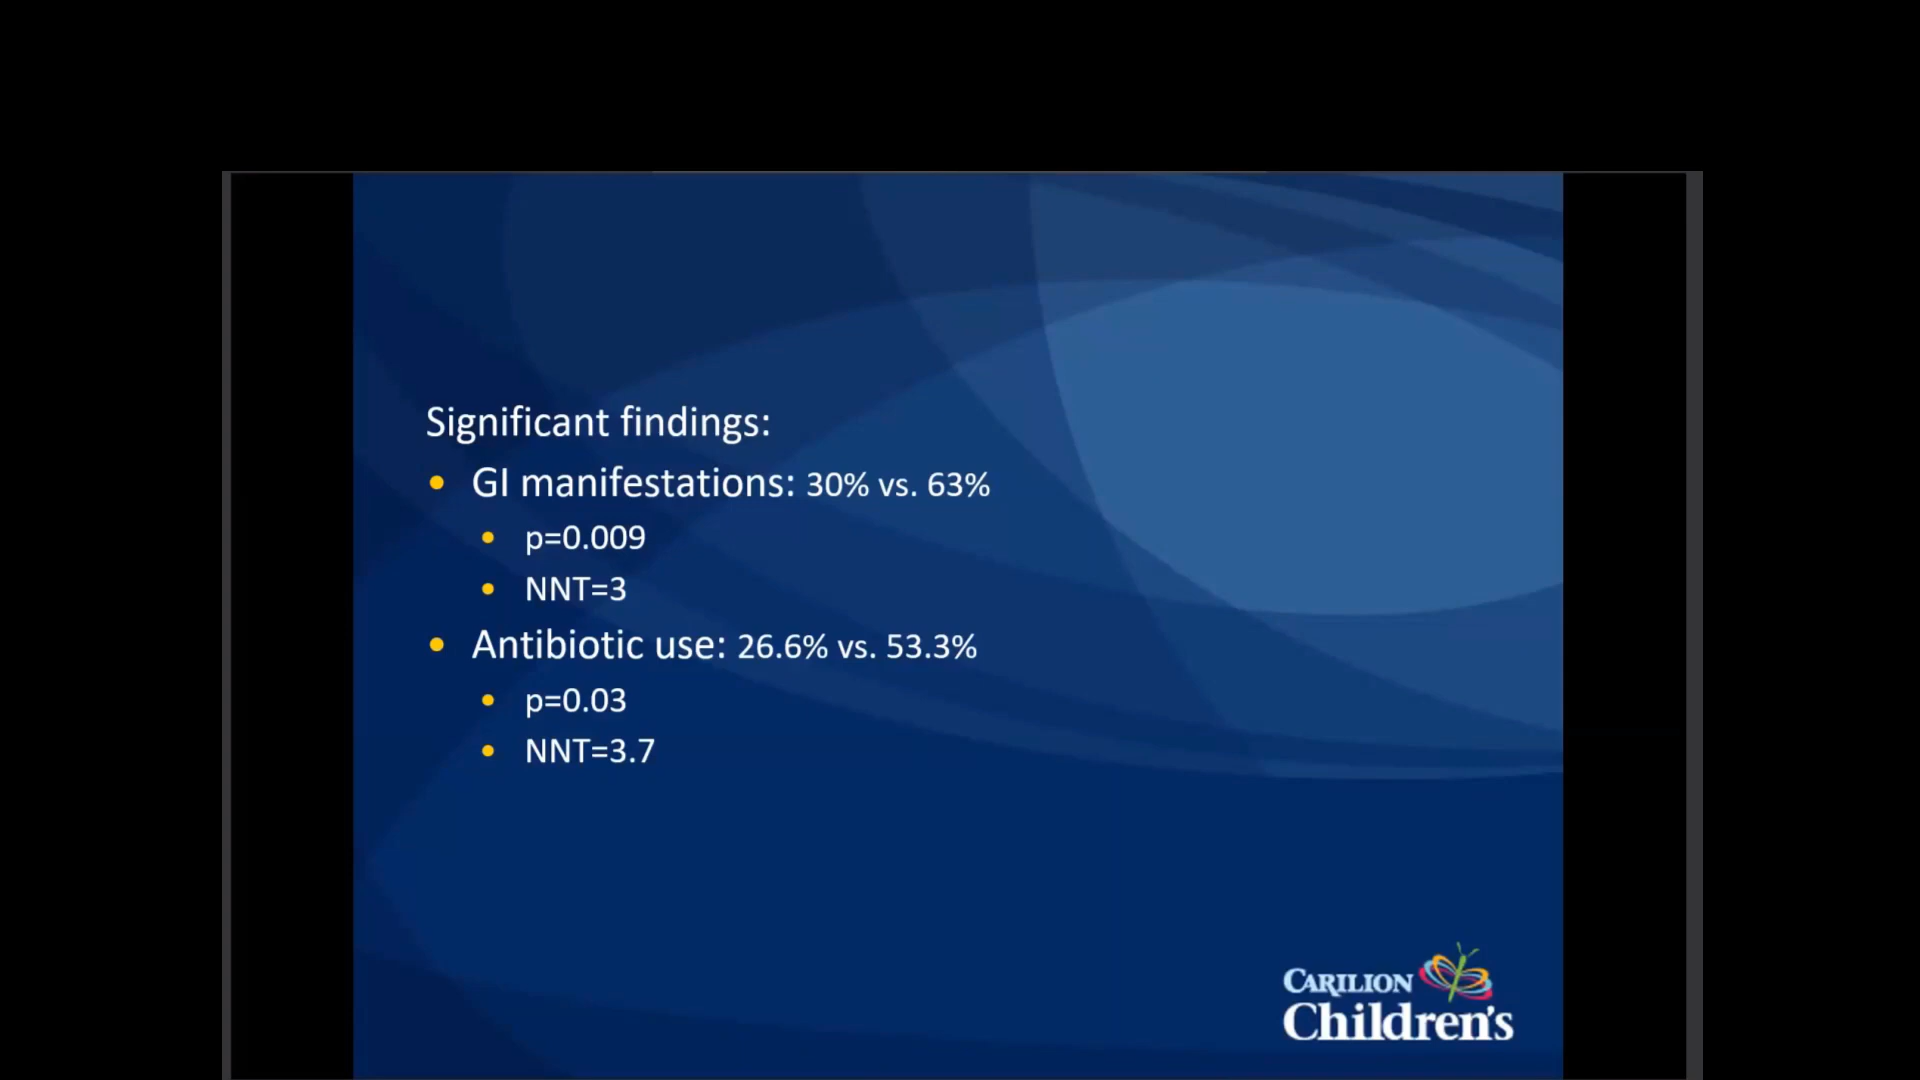 Significant findings:
• GI manifestations: 30% vs. 63%
• p=0.009
• NNT=3
• Antibiotic use: 26.6% vs. 53.3%
• p=0.03
• NNT=3.7
CARILION
Children's